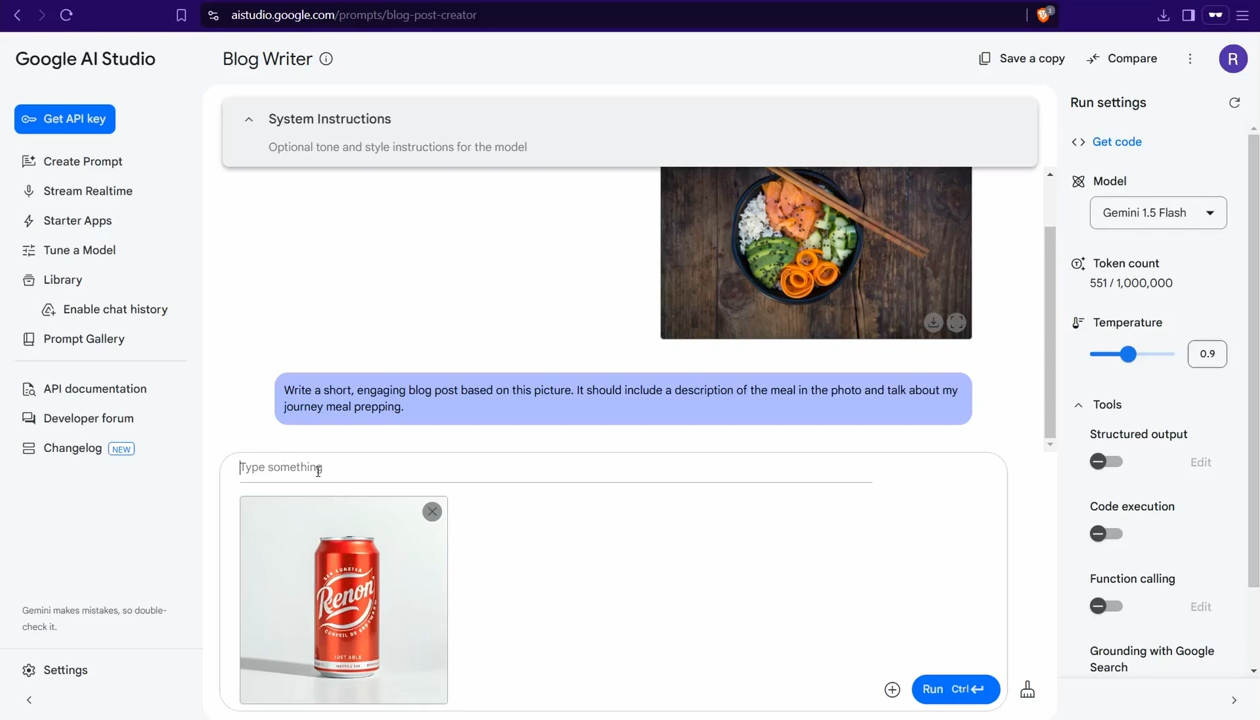 aistudio.google.com/prompts/blog-post-creator
3
Google AI Studio
Blog Writer
Save a copy
Compare
R
Get API key
Create Prompt
Stream Realtime
Starter Apps
Tune a Model
Library
Enable chat history
Prompt Gallery
API documentation
Developer forum
Changelog NEW
Gemini makes mistakes, so double-
check it.
Settings
System Instructions
Optional tone and style instructions for the model
Write a short, engaging blog post based on this picture. It should include a description of the meal in the photo and talk about my
journey meal prepping.
Type something
Renon
Run Ctrl
Run settings
Get code
Model
Gemini 1.5 Flash
Token count
551 / 1,000,000
Temperature
0.9
Tools
Structured output
Edit
Code execution
Function calling
Edit
Grounding with Google
Search